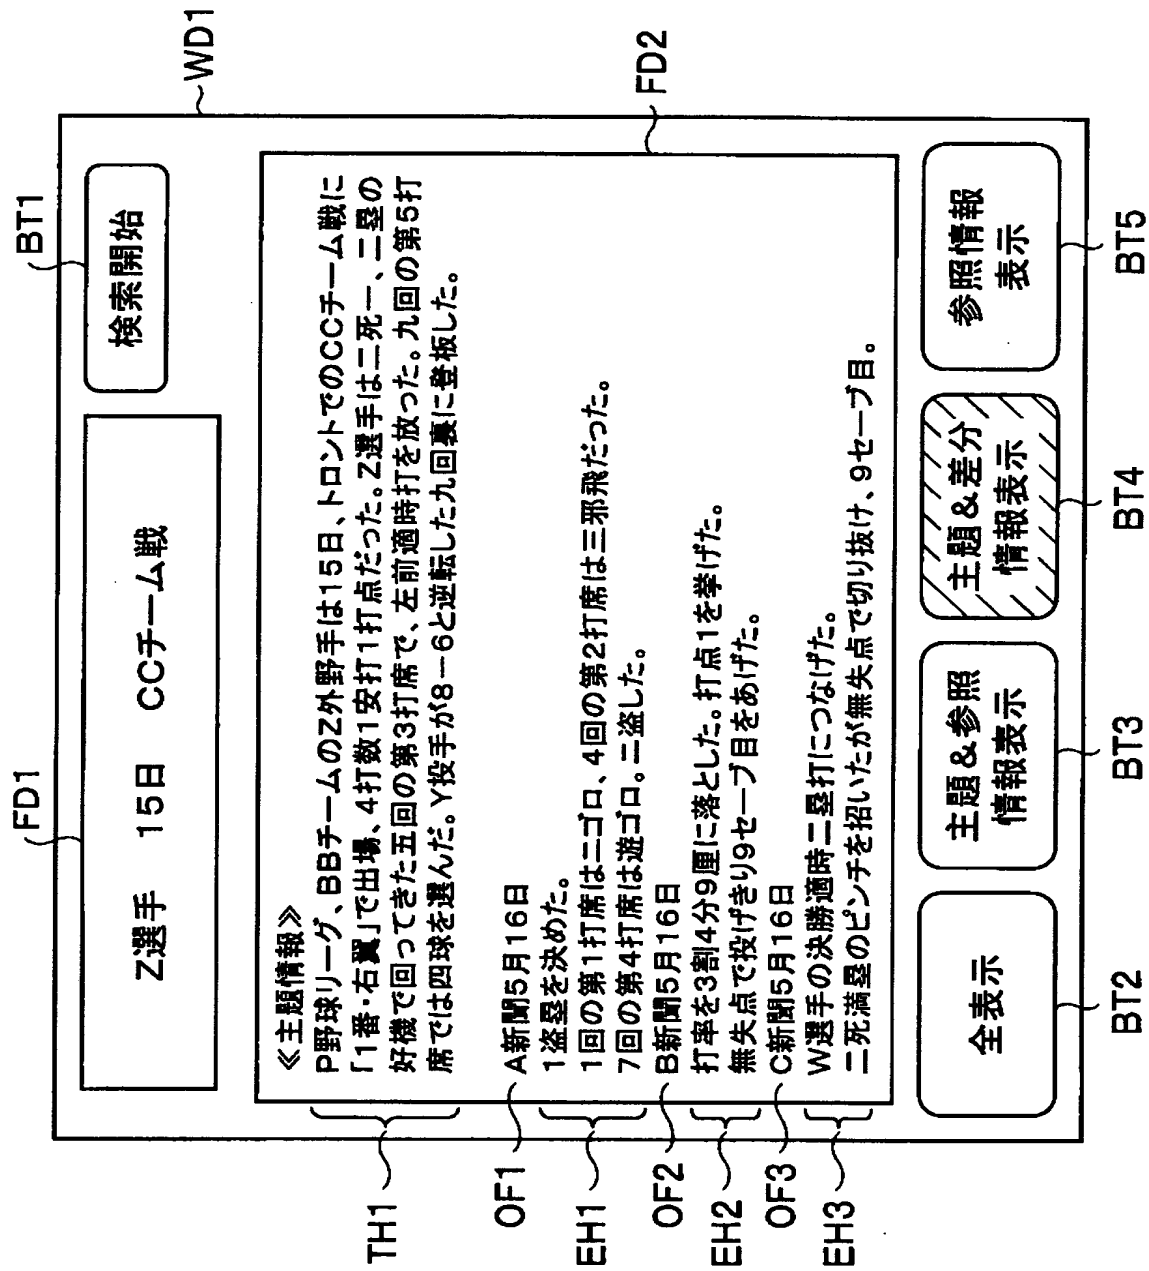 FD1
BT1
WD1
Z選手 15日 CCチーム戦
検索開始
FD2
≪主題情報≫
P野球リーグ、BBチームのZ外野手は15日、トロントでのCCチーム戦に
「1番・右翼」で出場、4打数1安打1打点だった。Z選手は二死一、二塁の
好機で回ってきた五回の第3打席で、左前適時打を放った。九回の第5打
席では四球を選んだ。Y投手が8－6と逆転した九回裏に登板した。
TH1
OF1
A新聞5月16日
1盗塁を決めた。
1回の第1打席は二ゴロ、4回の第2打席は三邪飛だった。
7回の第4打席は遊ゴロ。二盗した。
EH1
OF2
B新聞5月16日
打率を3割4分9厘に落とした。打点1を挙げた。
無失点で投げきり9セーブ目をあげた。
EH2
OF3
C新聞5月16日
W選手の決勝適時二塁打につなげた。
二死満塁のピンチを招いたが無失点で切り抜け、9セーブ目。
EH3
全表示
主題＆参照
情報表示
主題＆差分
情報表示
参照情報
表示
BT2
BT3
BT4
BT5